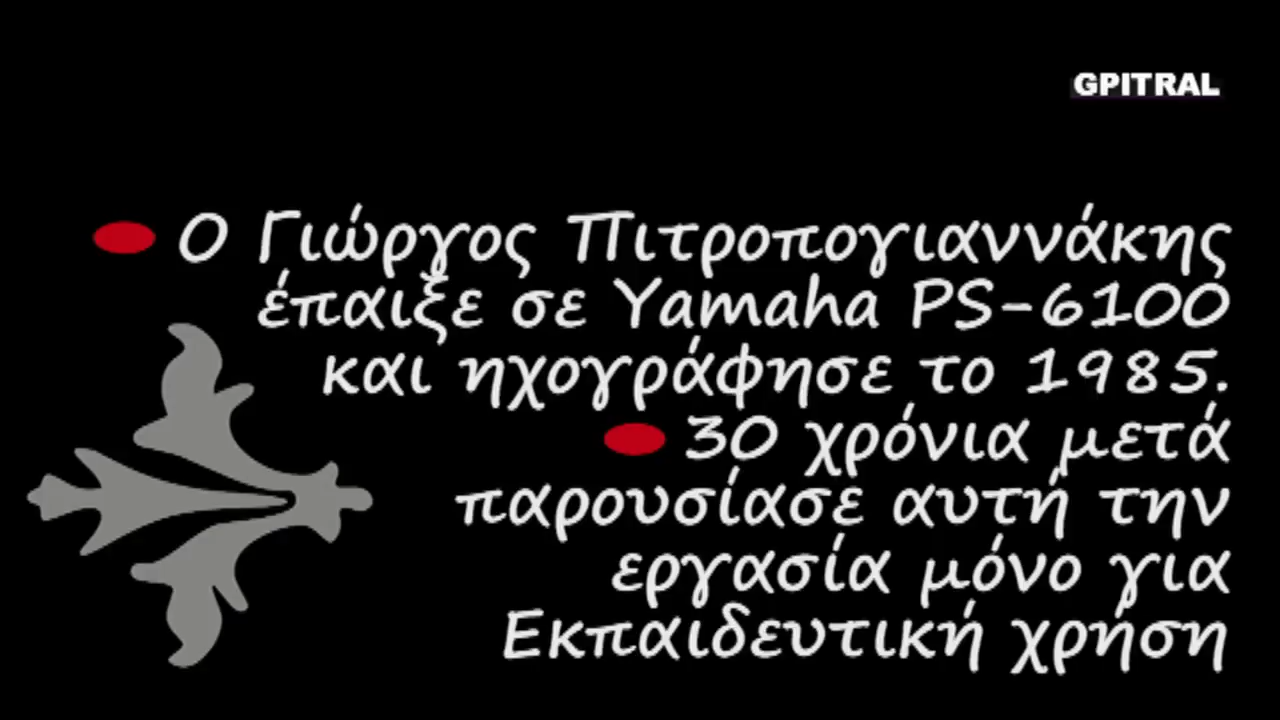 GPITRAL
Ο Γιώργος Πιτροπογιαννάκης
έπαιξε σε Yamaha PS-6100
και ηχογράφησε το 1985.
30 χρόνια μετά
παρουσίασε αυτή την
εργασία μόνο για
Εκπαιδευτική χρήση